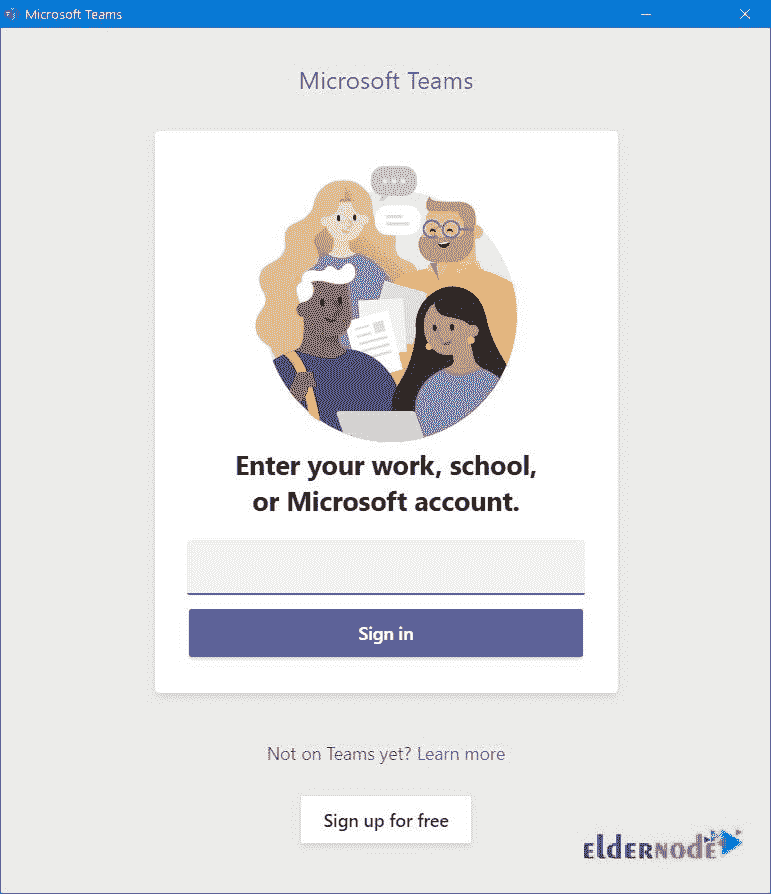 Microsoft Teams
Microsoft Teams
Enter your work, school,
or Microsoft account.
Sign in
Not on Teams yet? Learn more
Sign up for free
ELDERNODE